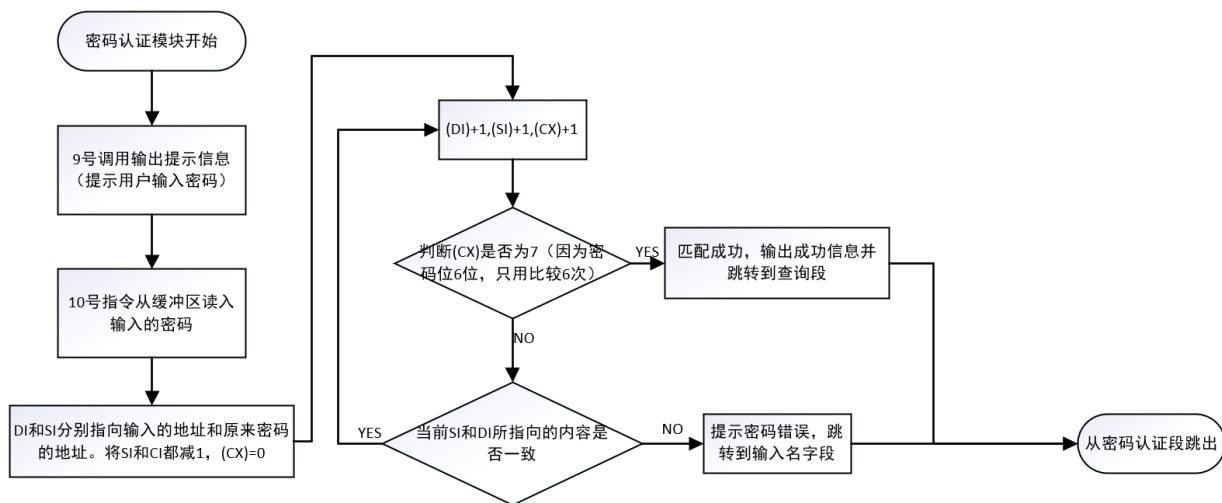 密码认证模块开始
9号调用输出提示信息
（提示用户输入密码）
10号指令从缓冲区读入
输入的密码
DI和SI分别指向输入的地址和原来密码
的地址。将SI和CI都减1，(CX)=0
(DI)+1,(SI)+1,(CX)+1
判断(CX)是否为7（因为密
码位6位，只用比较6次）
YES
匹配成功，输出成功信息并
跳转到查询段
NO
当前SI和DI所指向的内容是
否一致
YES
NO
提示密码错误，跳
转到输入名字段
从密码认证段跳出